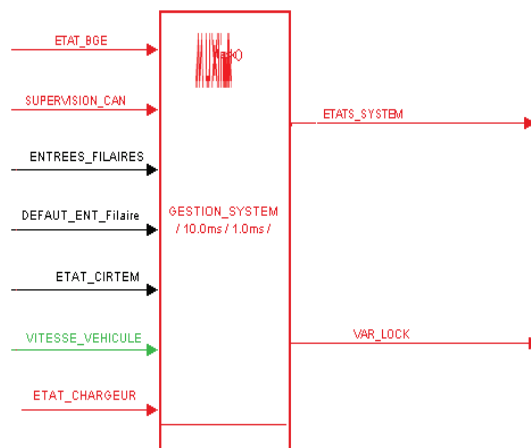 ETAT_BGE
SUPERVISION_CAN
ETATS_SYSTEM
ENTREES_FILAIRES
DEFAUT_ENT_Filaire
GESTION_SYSTEM
/ 10.0ms / 1.0ms /
ETAT_CIRTEM
VITESSE_VEHICULE
VAR_LOCK
ETAT_CHARGEUR